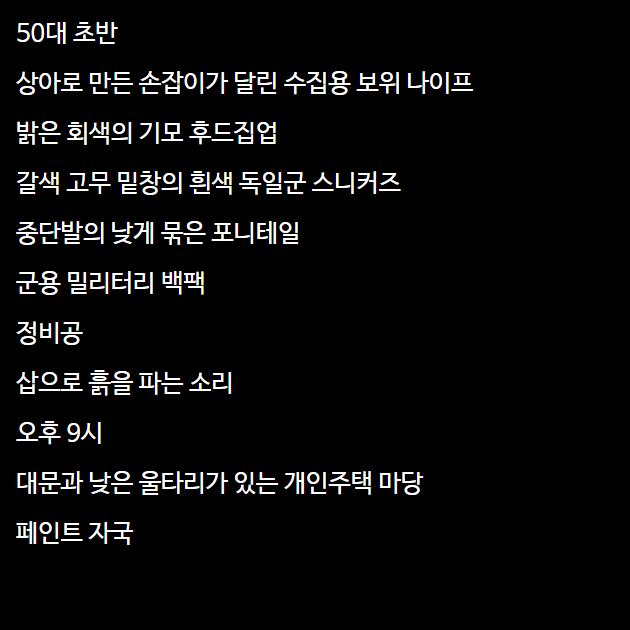 50대 초반
상아로 만든 손잡이가 달린 수집용 보위 나이프
밝은 회색의 기모 후드집업
갈색 고무 밑창의 흰색 독일군 스니커즈
중단발의 낮게 묶은 포니테일
군용 밀리터리 백팩
정비공
삽으로 흙을 파는 소리
오후 9시
대문과 낮은 울타리가 있는 개인주택 마당
페인트 자국